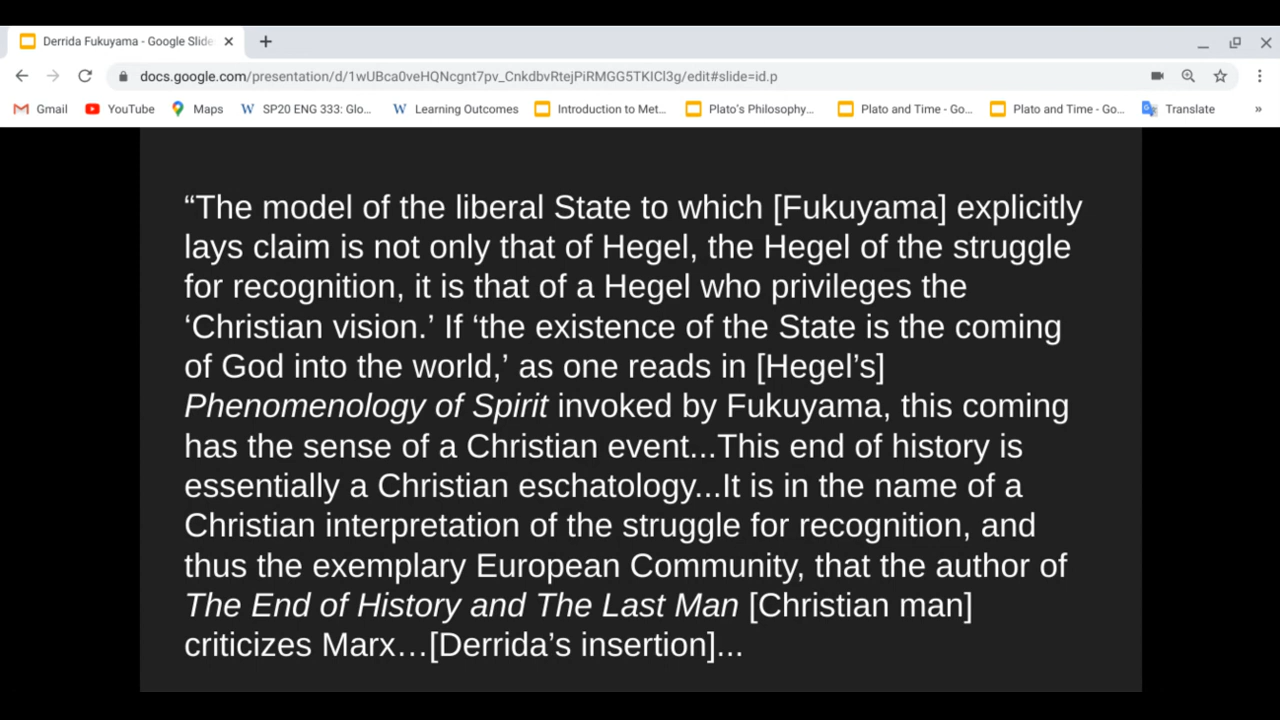 Derrida Fukuyama - Google Slide
docs.google.com/presentation/d/1wUBca0veHQNcgnt7pv_CnkdbvRtejPiRMGG5TKICl3g/edit#slide=id.p
Gmail YouTube Maps SP20 ENG 333: Glo... Learning Outcomes Introduction to Met... Plato's Philosophy... Plato and Time - Go... Plato and Time - Go... Translate »
“The model of the liberal State to which [Fukuyama] explicitly
lays claim is not only that of Hegel, the Hegel of the struggle
for recognition, it is that of a Hegel who privileges the
‘Christian vision.’ If ‘the existence of the State is the coming
of God into the world,’ as one reads in [Hegel’s]
Phenomenology of Spirit invoked by Fukuyama, this coming
has the sense of a Christian event...This end of history is
essentially a Christian eschatology...It is in the name of a
Christian interpretation of the struggle for recognition, and
thus the exemplary European Community, that the author of
The End of History and The Last Man [Christian man]
criticizes Marx…[Derrida’s insertion]...